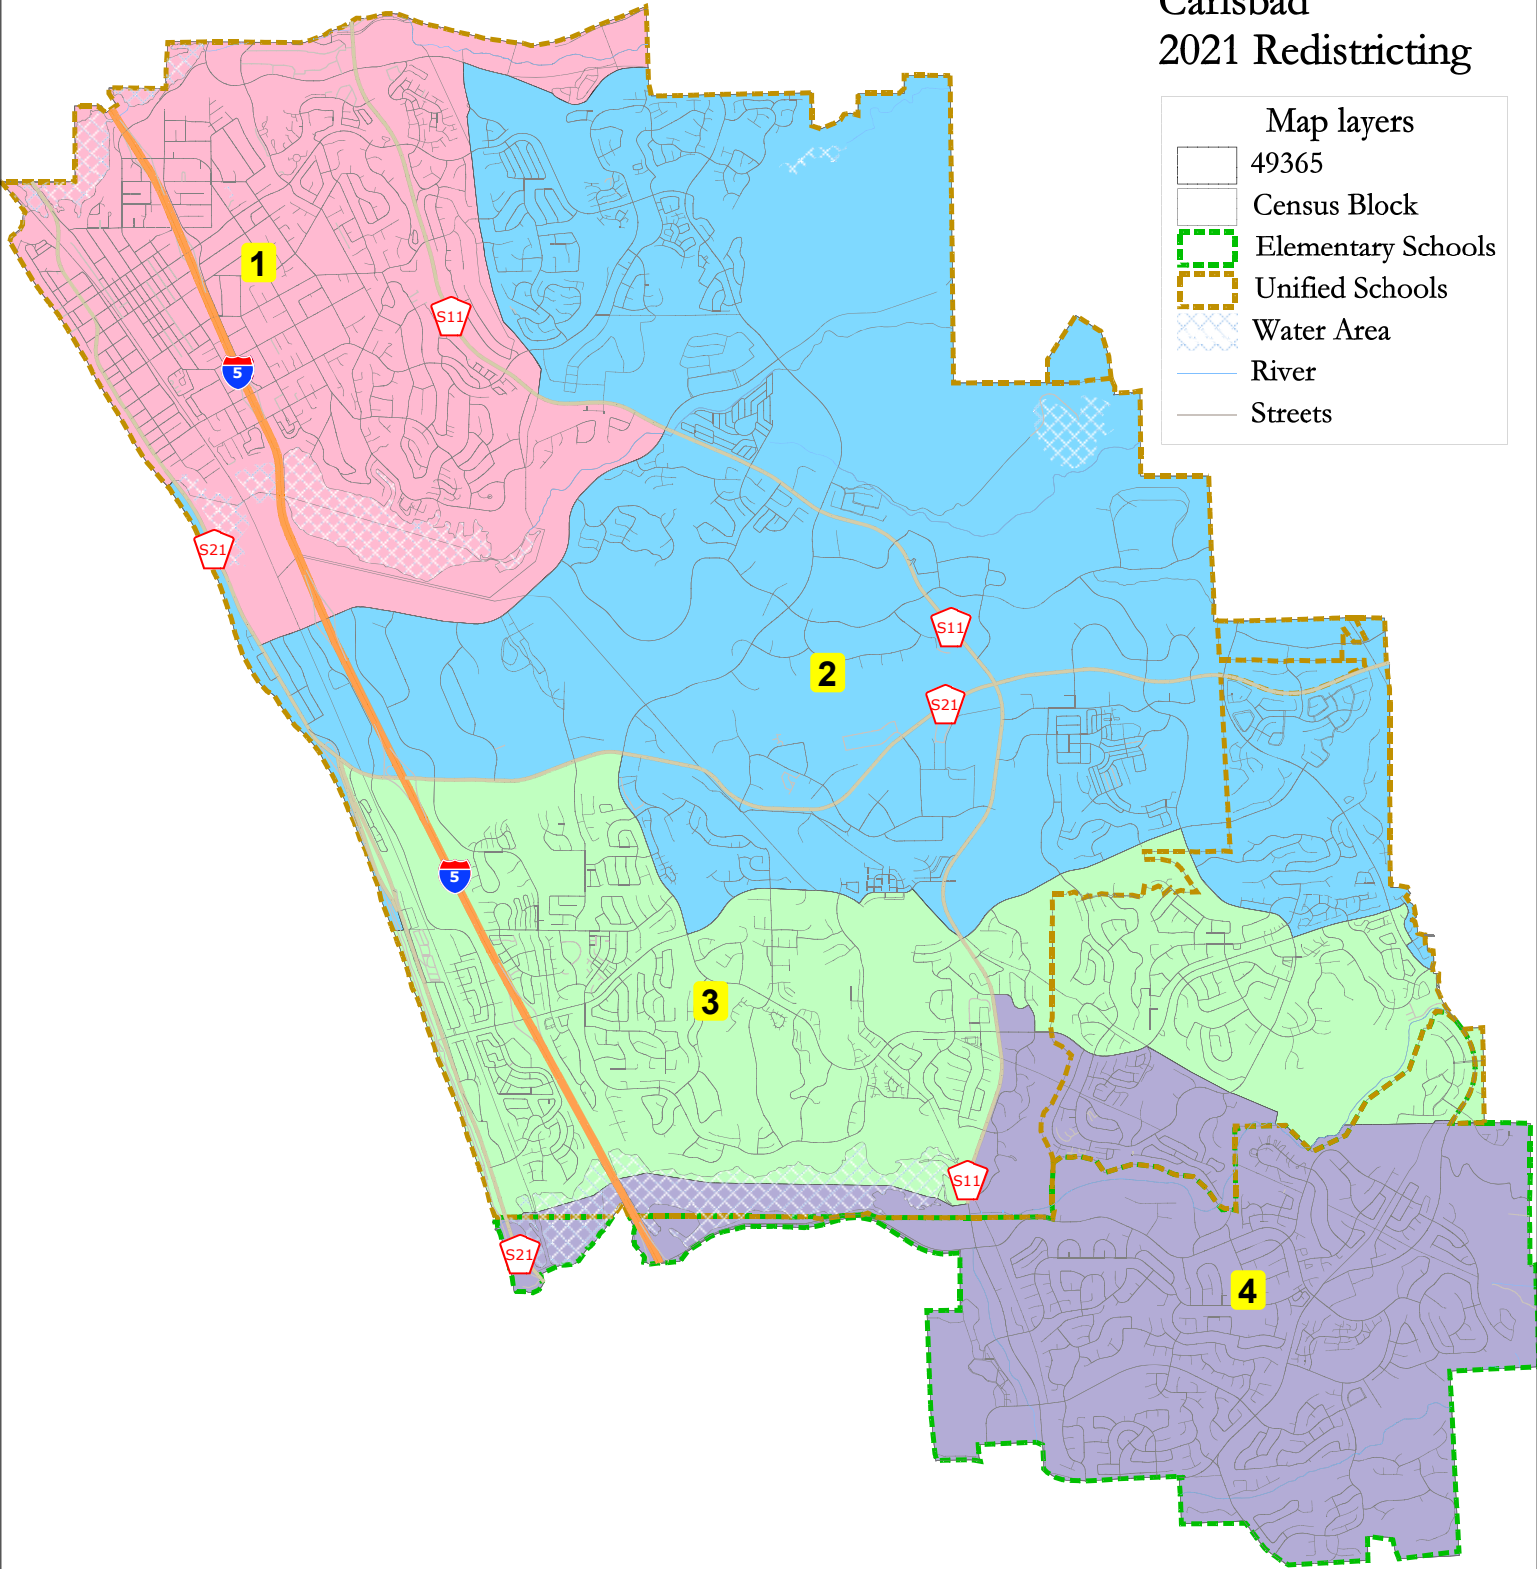 Carlsbad
2021 Redistricting
Map layers
49365
Census Block
Elementary Schools
Unified Schools
Water Area
River
Streets
1
S11
5
S21
S11
2
S21
5
3
S11
S21
4